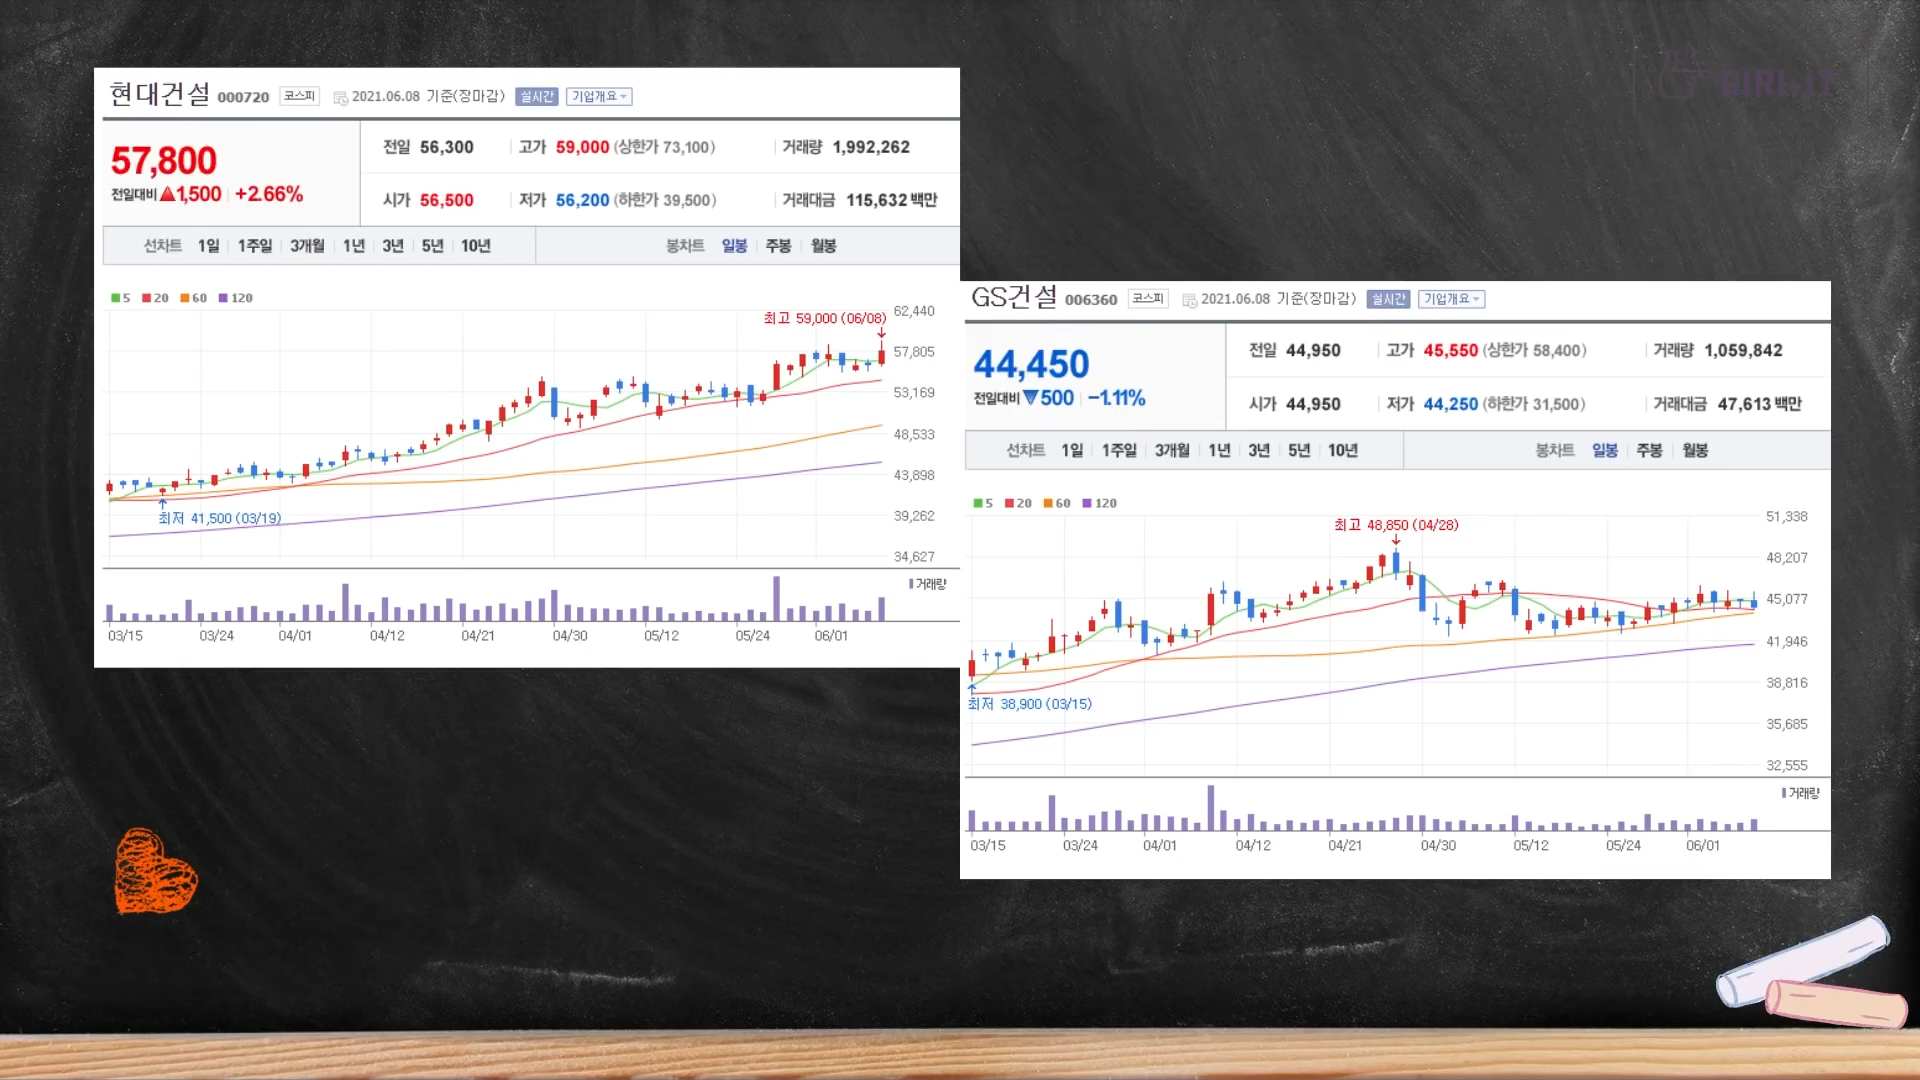 현대건설 000720 코스피 2021.06.08 기준(장마감) 실시간 기업개요
57,800
전일대비 ▲1,500 +2.66%
전일 56,300 고가 59,000 (상한가 73,100) 거래량 1,992,262
시가 56,500 저가 56,200 (하한가 39,500) 거래대금 115,632 백만
선차트 1일 1주일 3개월 1년 3년 5년 10년 봉차트 일봉 주봉 월봉
5 20 60 120
최고 59,000 (06/08)
최저 41,500 (03/19)
62,440
57,805
53,169
48,533
43,898
39,262
34,627
거래량
03/15 03/24 04/01 04/12 04/21 04/30 05/12 05/24 06/01
GS건설 006360 코스피 2021.06.08 기준(장마감) 실시간 기업개요
44,450
전일대비 ▼500 -1.11%
전일 44,950 고가 45,550 (상한가 58,400) 거래량 1,059,842
시가 44,950 저가 44,250 (하한가 31,500) 거래대금 47,613 백만
선차트 1일 1주일 3개월 1년 3년 5년 10년 봉차트 일봉 주봉 월봉
5 20 60 120
최고 48,850 (04/28)
최저 38,900 (03/15)
51,338
48,207
45,077
41,946
38,816
35,685
32,555
거래량
03/15 03/24 04/01 04/12 04/21 04/30 05/12 05/24 06/01